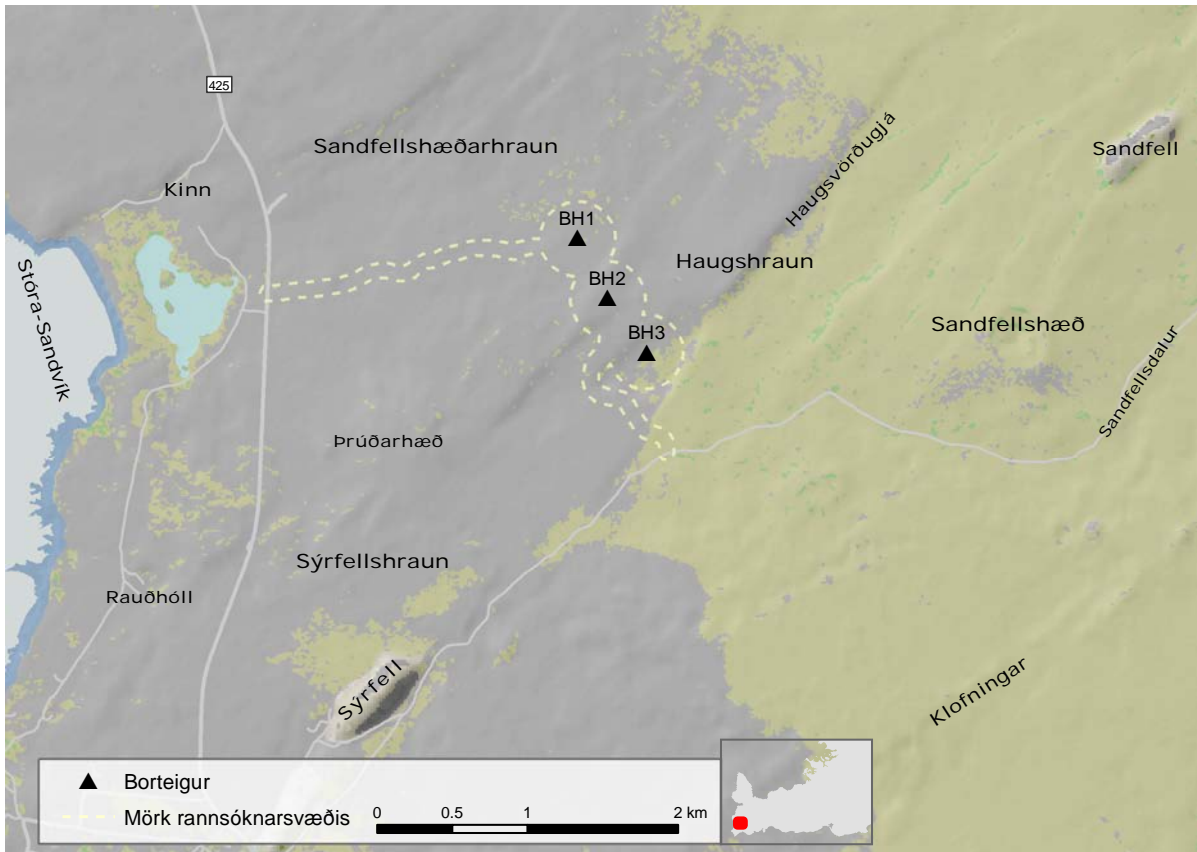 425
Sandfellshæðarhraun
Haugsvörðugjá
Sandfell
Kinn
BH1
Stóra-Sandvík
Haugshraun
BH2
Sandfellshæð
BH3
Sandfellsdalur
Þrúðarhæð
Sýrfellshraun
Rauðhóll
Sýrfell
Klofningar
Borteigur
Mörk rannsóknarsvæðis
0 0.5 1 2 km